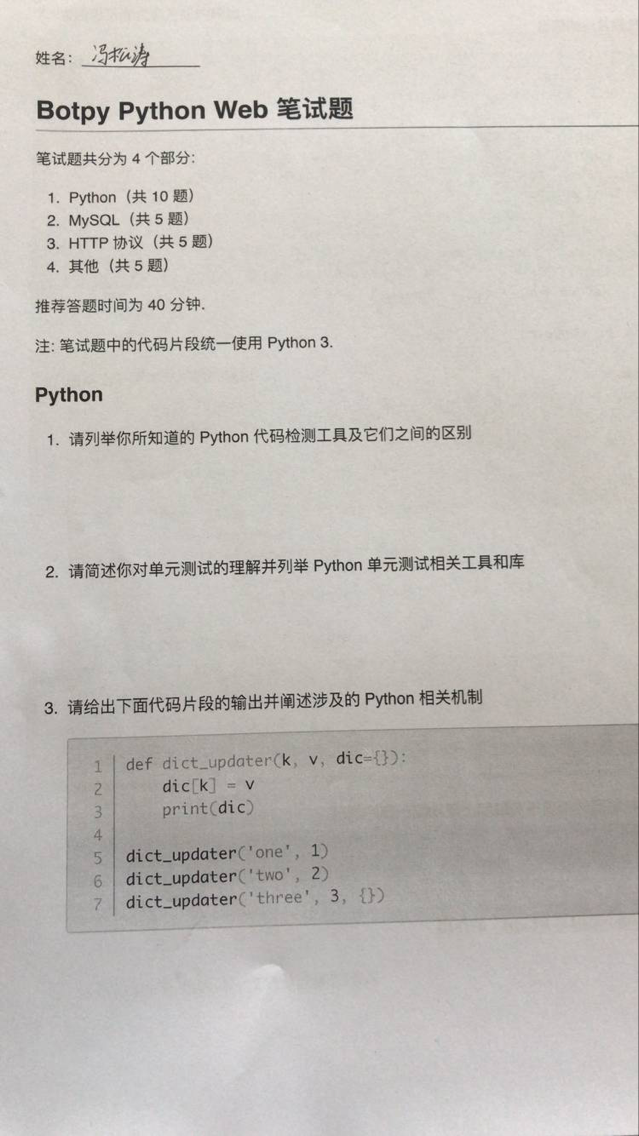 姓名: 冯松涛
Botpy Python Web 笔试题
笔试题共分为 4 个部分:
1. Python（共 10 题）
2. MySQL（共 5 题）
3. HTTP 协议（共 5 题）
4. 其他（共 5 题）
推荐答题时间为 40 分钟.
注: 笔试题中的代码片段统一使用 Python 3.
Python
1. 请列举你所知道的 Python 代码检测工具及它们之间的区别
2. 请简述你对单元测试的理解并列举 Python 单元测试相关工具和库
3. 请给出下面代码片段的输出并阐述涉及的 Python 相关机制
1 def dict_updater(k, v, dic={}):
2     dic[k] = v
3     print(dic)
4
5 dict_updater('one', 1)
6 dict_updater('two', 2)
7 dict_updater('three', 3, {})